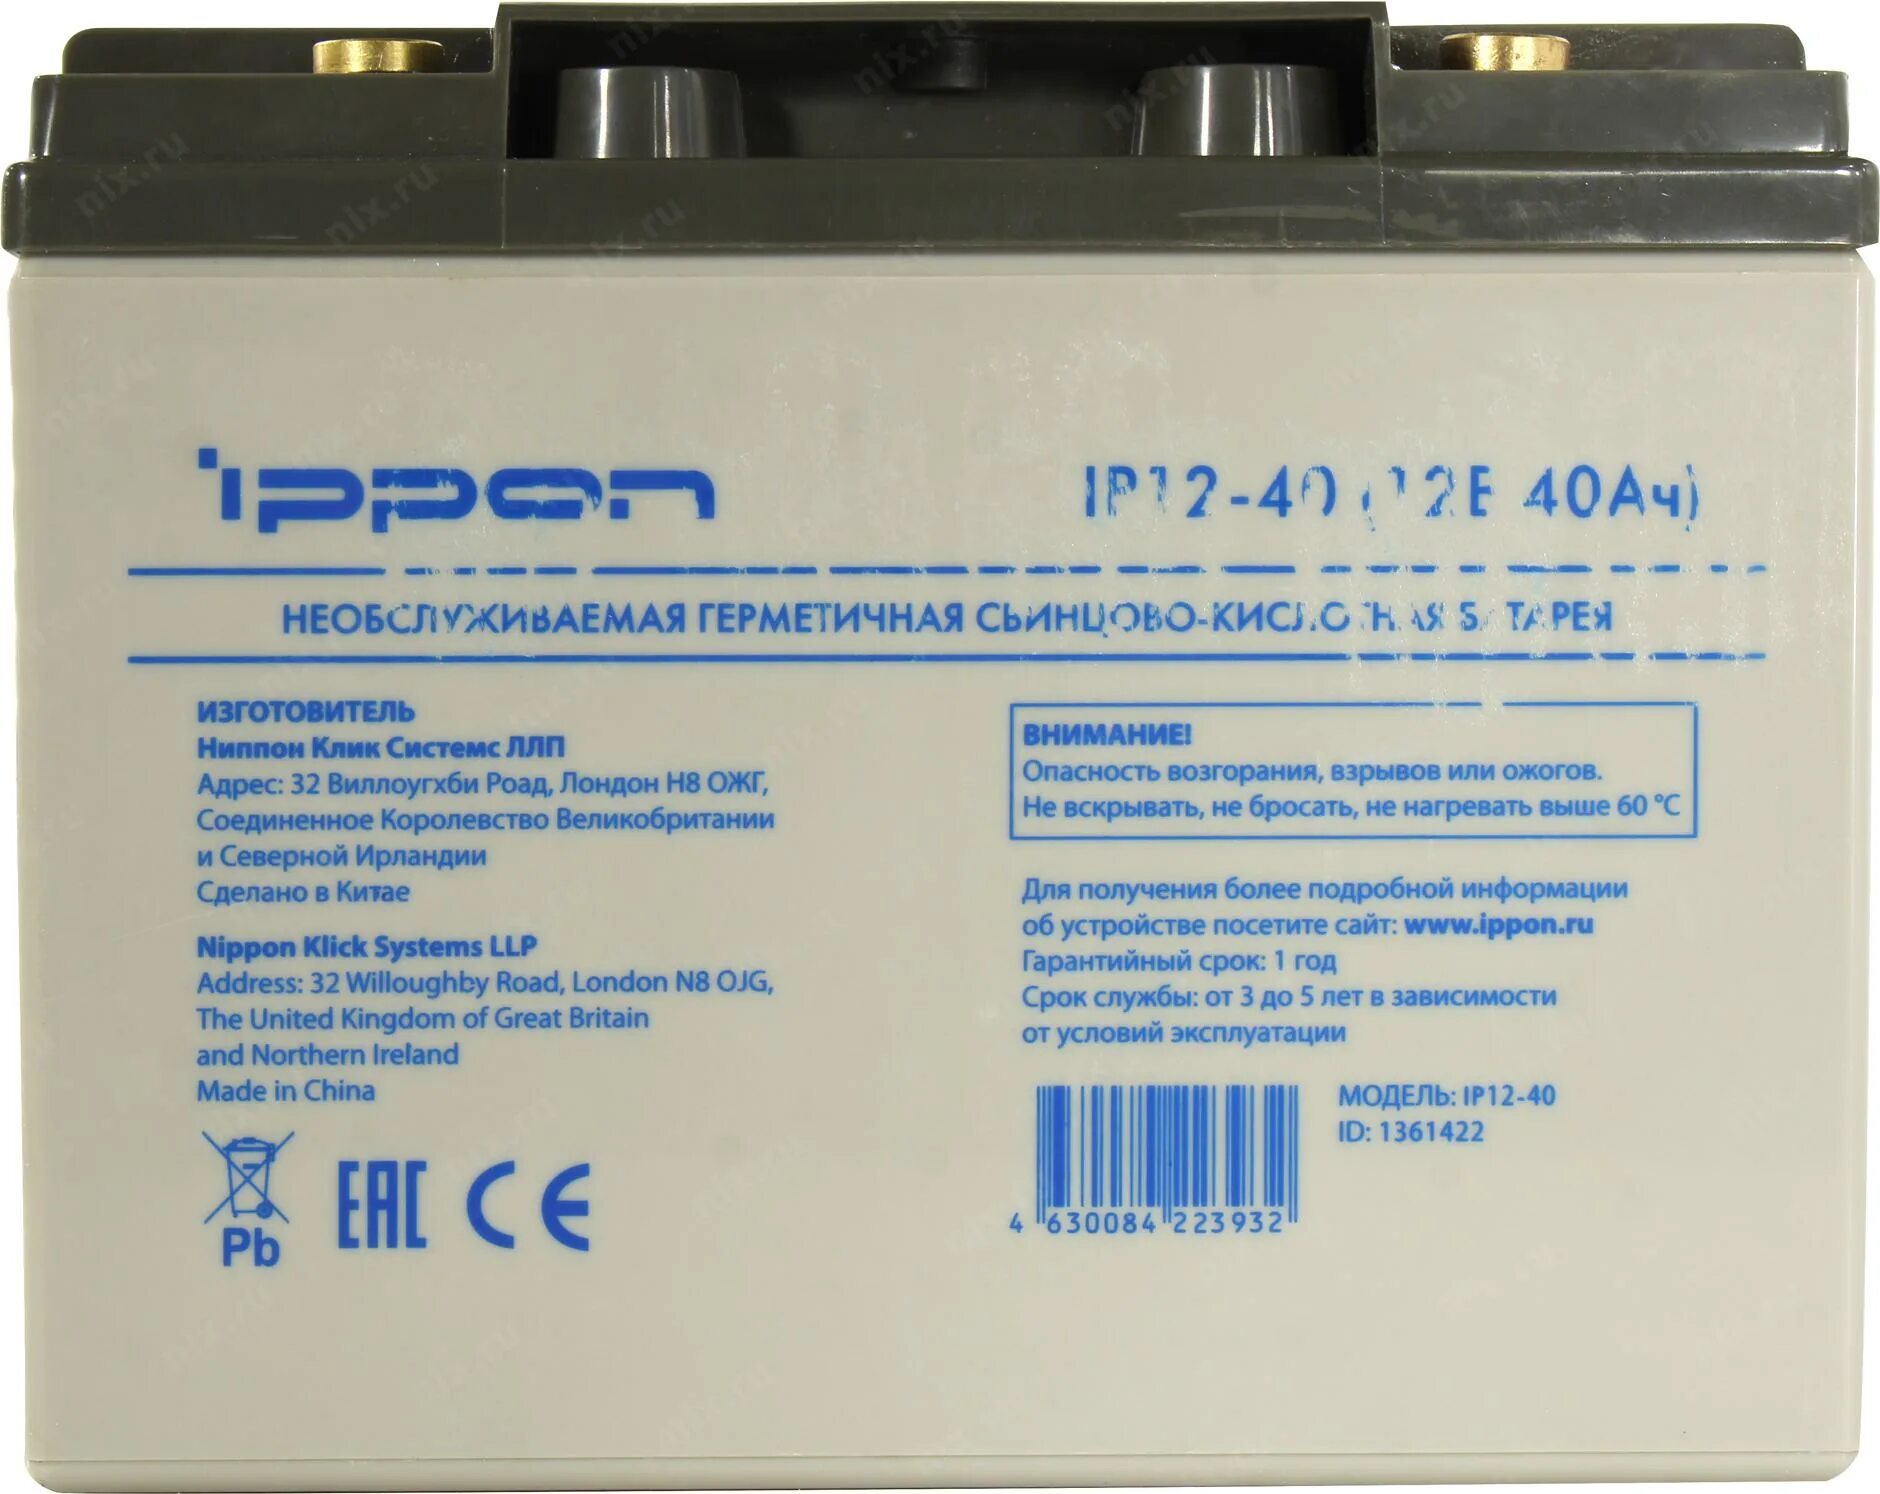 ippon
IP12-40 (12В 40Ач)
НЕОБСЛУЖИВАЕМАЯ ГЕРМЕТИЧНАЯ СВИНЦОВО-КИСЛОТНАЯ БАТАРЕЯ
ИЗГОТОВИТЕЛЬ
Ниппон Клик Системс ЛЛП
Адрес: 32 Виллоугхби Роад, Лондон Н8 ОЖГ,
Соединенное Королевство Великобритании
и Северной Ирландии
Сделано в Китае
Nippon Klick Systems LLP
Address: 32 Willoughby Road, London N8 OJG,
The United Kingdom of Great Britain
and Northern Ireland
Made in China
Pb
EAC CE
ВНИМАНИЕ!
Опасность возгорания, взрывов или ожогов.
Не вскрывать, не бросать, не нагревать выше 60 °C
Для получения более подробной информации
об устройстве посетите сайт: www.ippon.ru
Гарантийный срок: 1 год
Срок службы: от 3 до 5 лет в зависимости
от условий эксплуатации
МОДЕЛЬ: IP12-40
ID: 1361422
4 630084 223932
nix.ru